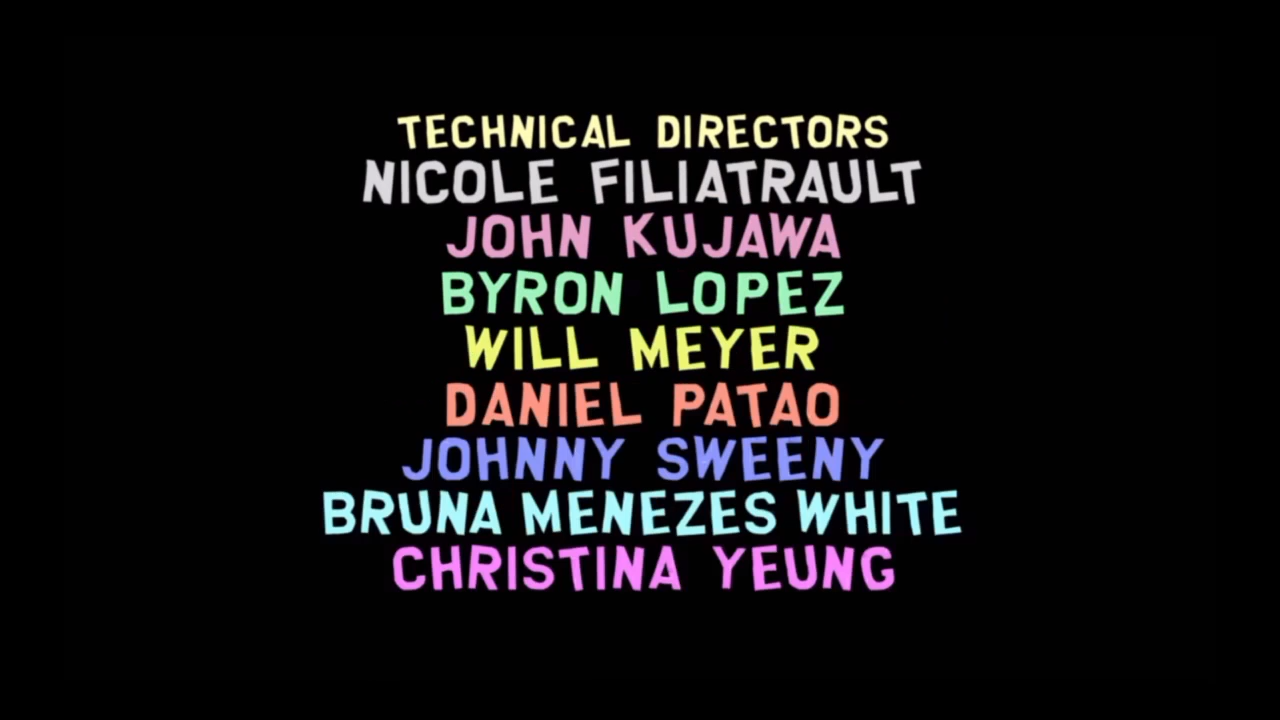 TECHNICAL DIRECTORS
NICOLE FILIATRAULT
JOHN KUJAWA
BYRON LOPEZ
WILL MEYER
DANIEL PATAO
JOHNNY SWEENY
BRUNA MENEZES WHITE
CHRISTINA YEUNG